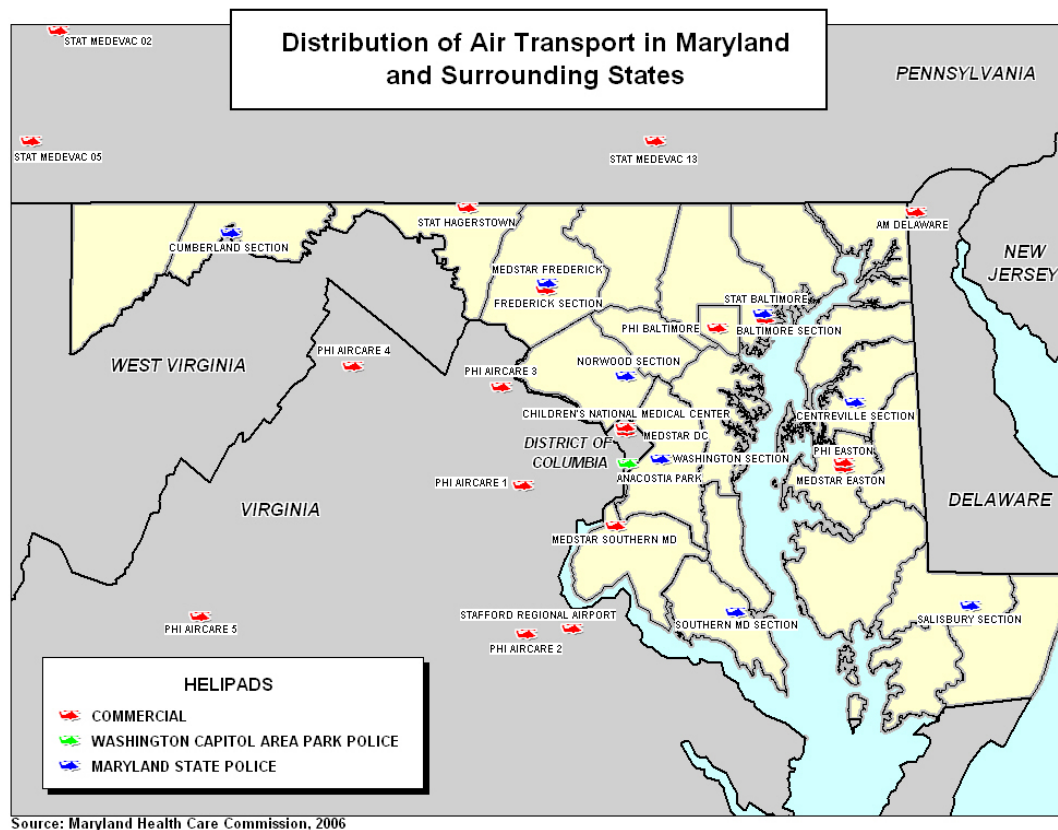 Distribution of Air Transport in Maryland
and Surrounding States
STAT MEDEVAC 02
PENNSYLVANIA
STAT MEDEVAC 05
STAT MEDEVAC 13
STAT HAGERSTOWN
AM DELAWARE
CUMBERLAND SECTION
NEW
JERSEY
MEDSTAR FREDERICK
FREDERICK SECTION
STAT BALTIMORE
PHI BALTIMORE
BALTIMORE SECTION
WEST VIRGINIA
PHI AIRCARE 4
PHI AIRCARE 3
NORWOOD SECTION
CHILDREN'S NATIONAL MEDICAL CENTER
CENTREVILLE SECTION
MEDSTAR DC
DISTRICT OF
COLUMBIA
WASHINGTON SECTION
PHI EASTON
ANACOSTIA PARK
MEDSTAR EASTON
PHI AIRCARE 1
DELAWARE
VIRGINIA
MEDSTAR SOUTHERN MD
STAFFORD REGIONAL AIRPORT
SOUTHERN MD SECTION
SALISBURY SECTION
PHI AIRCARE 5
PHI AIRCARE 2
HELIPADS
COMMERCIAL
WASHINGTON CAPITOL AREA PARK POLICE
MARYLAND STATE POLICE
Source: Maryland Health Care Commission, 2006